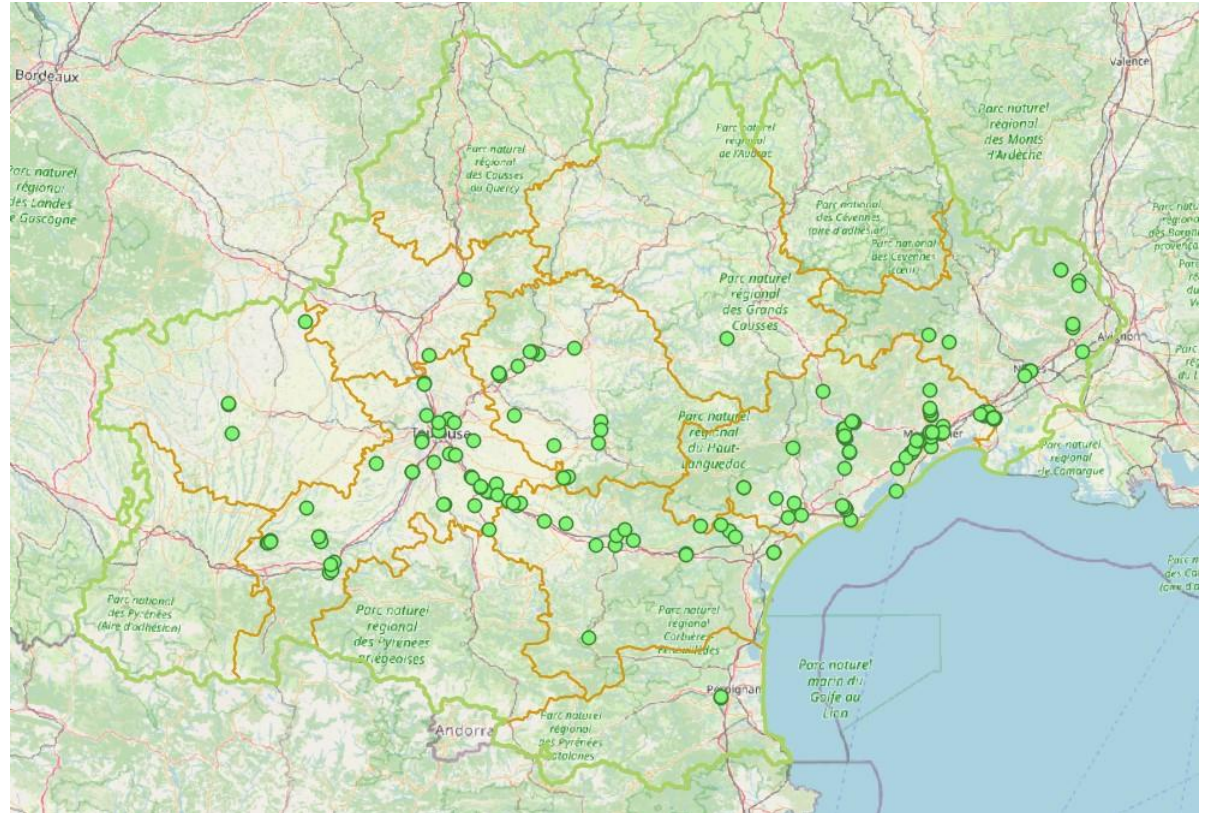 Bordeaux
Valence
Parc naturel
régional
des Monts
d'Ardèche
Parc naturel
régional
de l'Aubrac
Parc naturel
régional
des Causses
du Quercy
Parc naturel
régional
des Landes
de Gascogne
Parc national
des Cévennes
(aire d'adhésion)
Parc national
des Cévennes
(cœur)
Parc naturel
régional
des Grands
Causses
Avignon
Parc naturel
régional
du Haut-
Languedoc
Parc naturel
régional
de Camargue
Parc national
des Pyrénées
(Aire d'adhésion)
Parc naturel
régional
des Pyrénées
Ariégeoises
Parc naturel
régional
Corbières
Fenouillèdes
Perpignan
Parc naturel
marin du
Golfe du
Lion
Andorra
Parc naturel
régional
des Pyrénées
catalanes